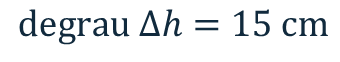 degrau Δh = 15 cm